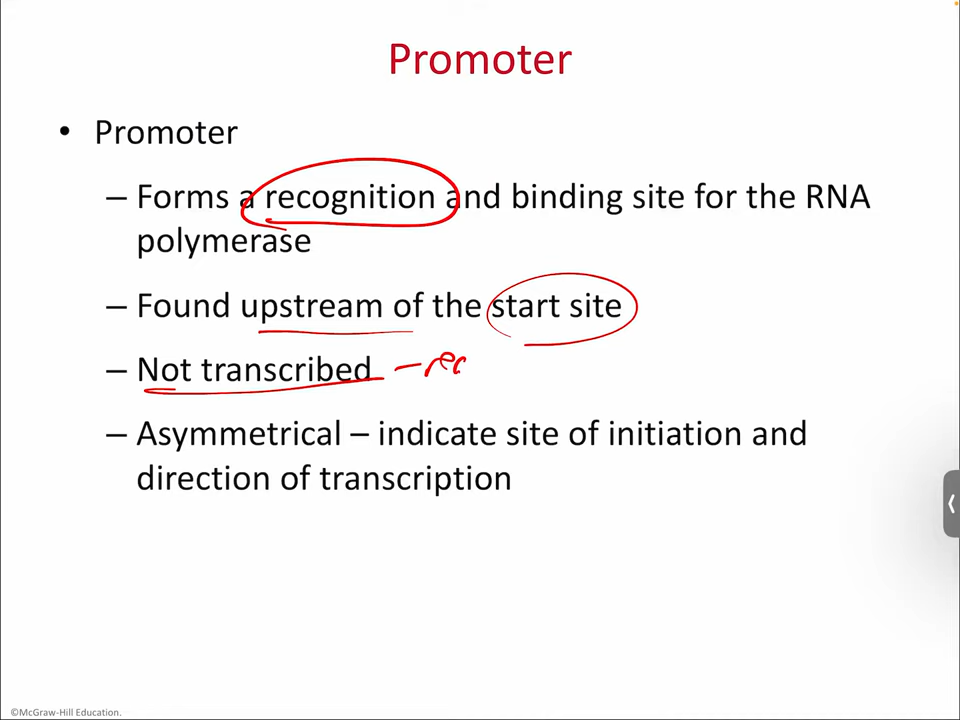 Promoter
• Promoter
– Forms a recognition and binding site for the RNA
polymerase
– Found upstream of the start site
– Not transcribed – rec
– Asymmetrical – indicate site of initiation and
direction of transcription
©McGraw-Hill Education.